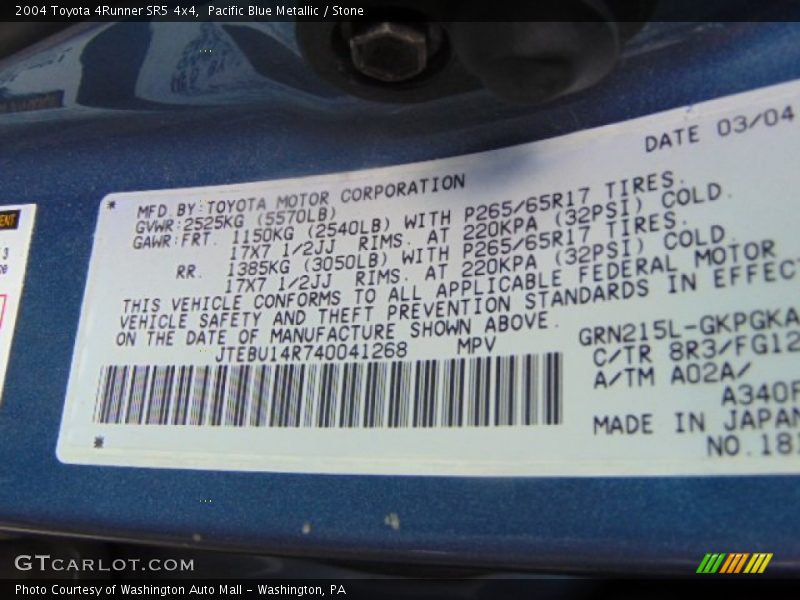 2004 Toyota 4Runner SR5 4x4, Pacific Blue Metallic / Stone
DATE 03/04
MFD.BY:TOYOTA MOTOR CORPORATION
GVWR:2525KG (5570LB)
GAWR:FRT. 1150KG (2540LB) WITH P265/65R17 TIRES.
17X7 1/2JJ RIMS. AT 220KPA (32PSI) COLD.
RR. 1385KG (3050LB) WITH P265/65R17 TIRES.
17X7 1/2JJ RIMS. AT 220KPA (32PSI) COLD.
THIS VEHICLE CONFORMS TO ALL APPLICABLE FEDERAL MOTOR
VEHICLE SAFETY AND THEFT PREVENTION STANDARDS IN EFFECT
ON THE DATE OF MANUFACTURE SHOWN ABOVE.
JTEBU14R740041268 MPV
GRN215L-GKPGKA
C/TR 8R3/FG12
A/TM A02A/
A340F
MADE IN JAPAN
NO.181
GTCARLOT.COM
Photo Courtesy of Washington Auto Mall - Washington, PA